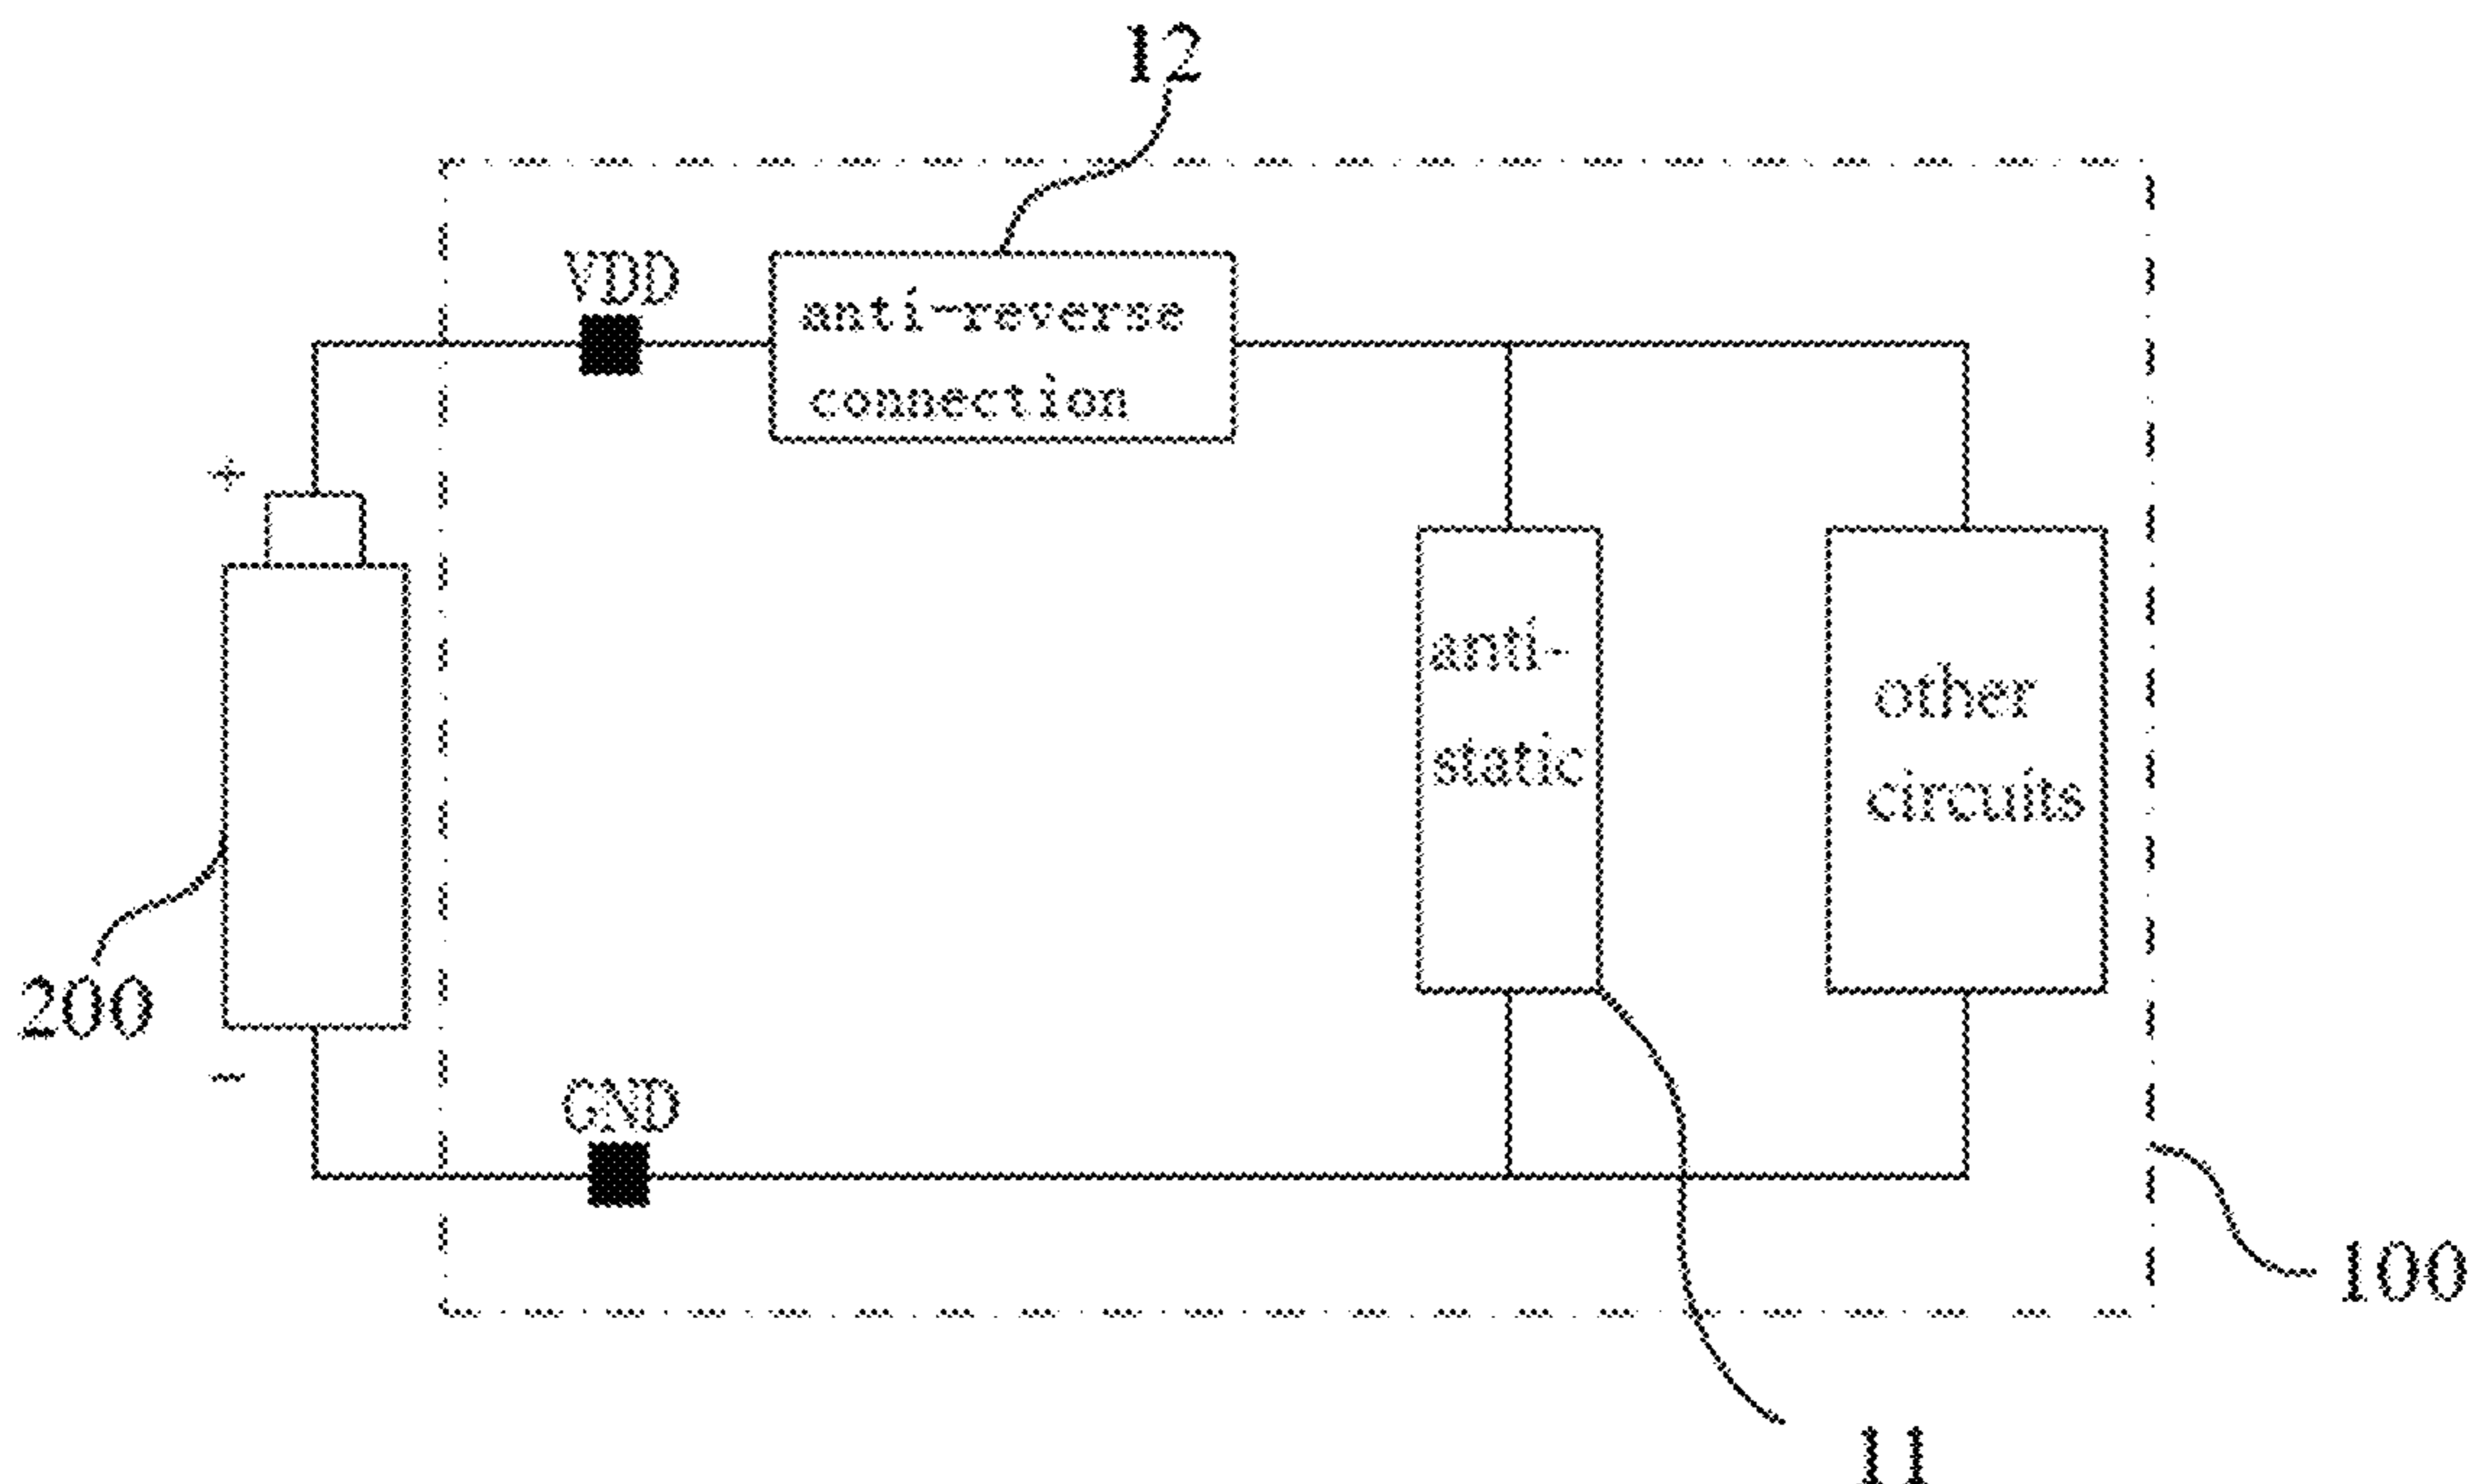 12
VDD
anti-reverse
connection
+
anti-
static
other
circuits
200
-
GND
100
11